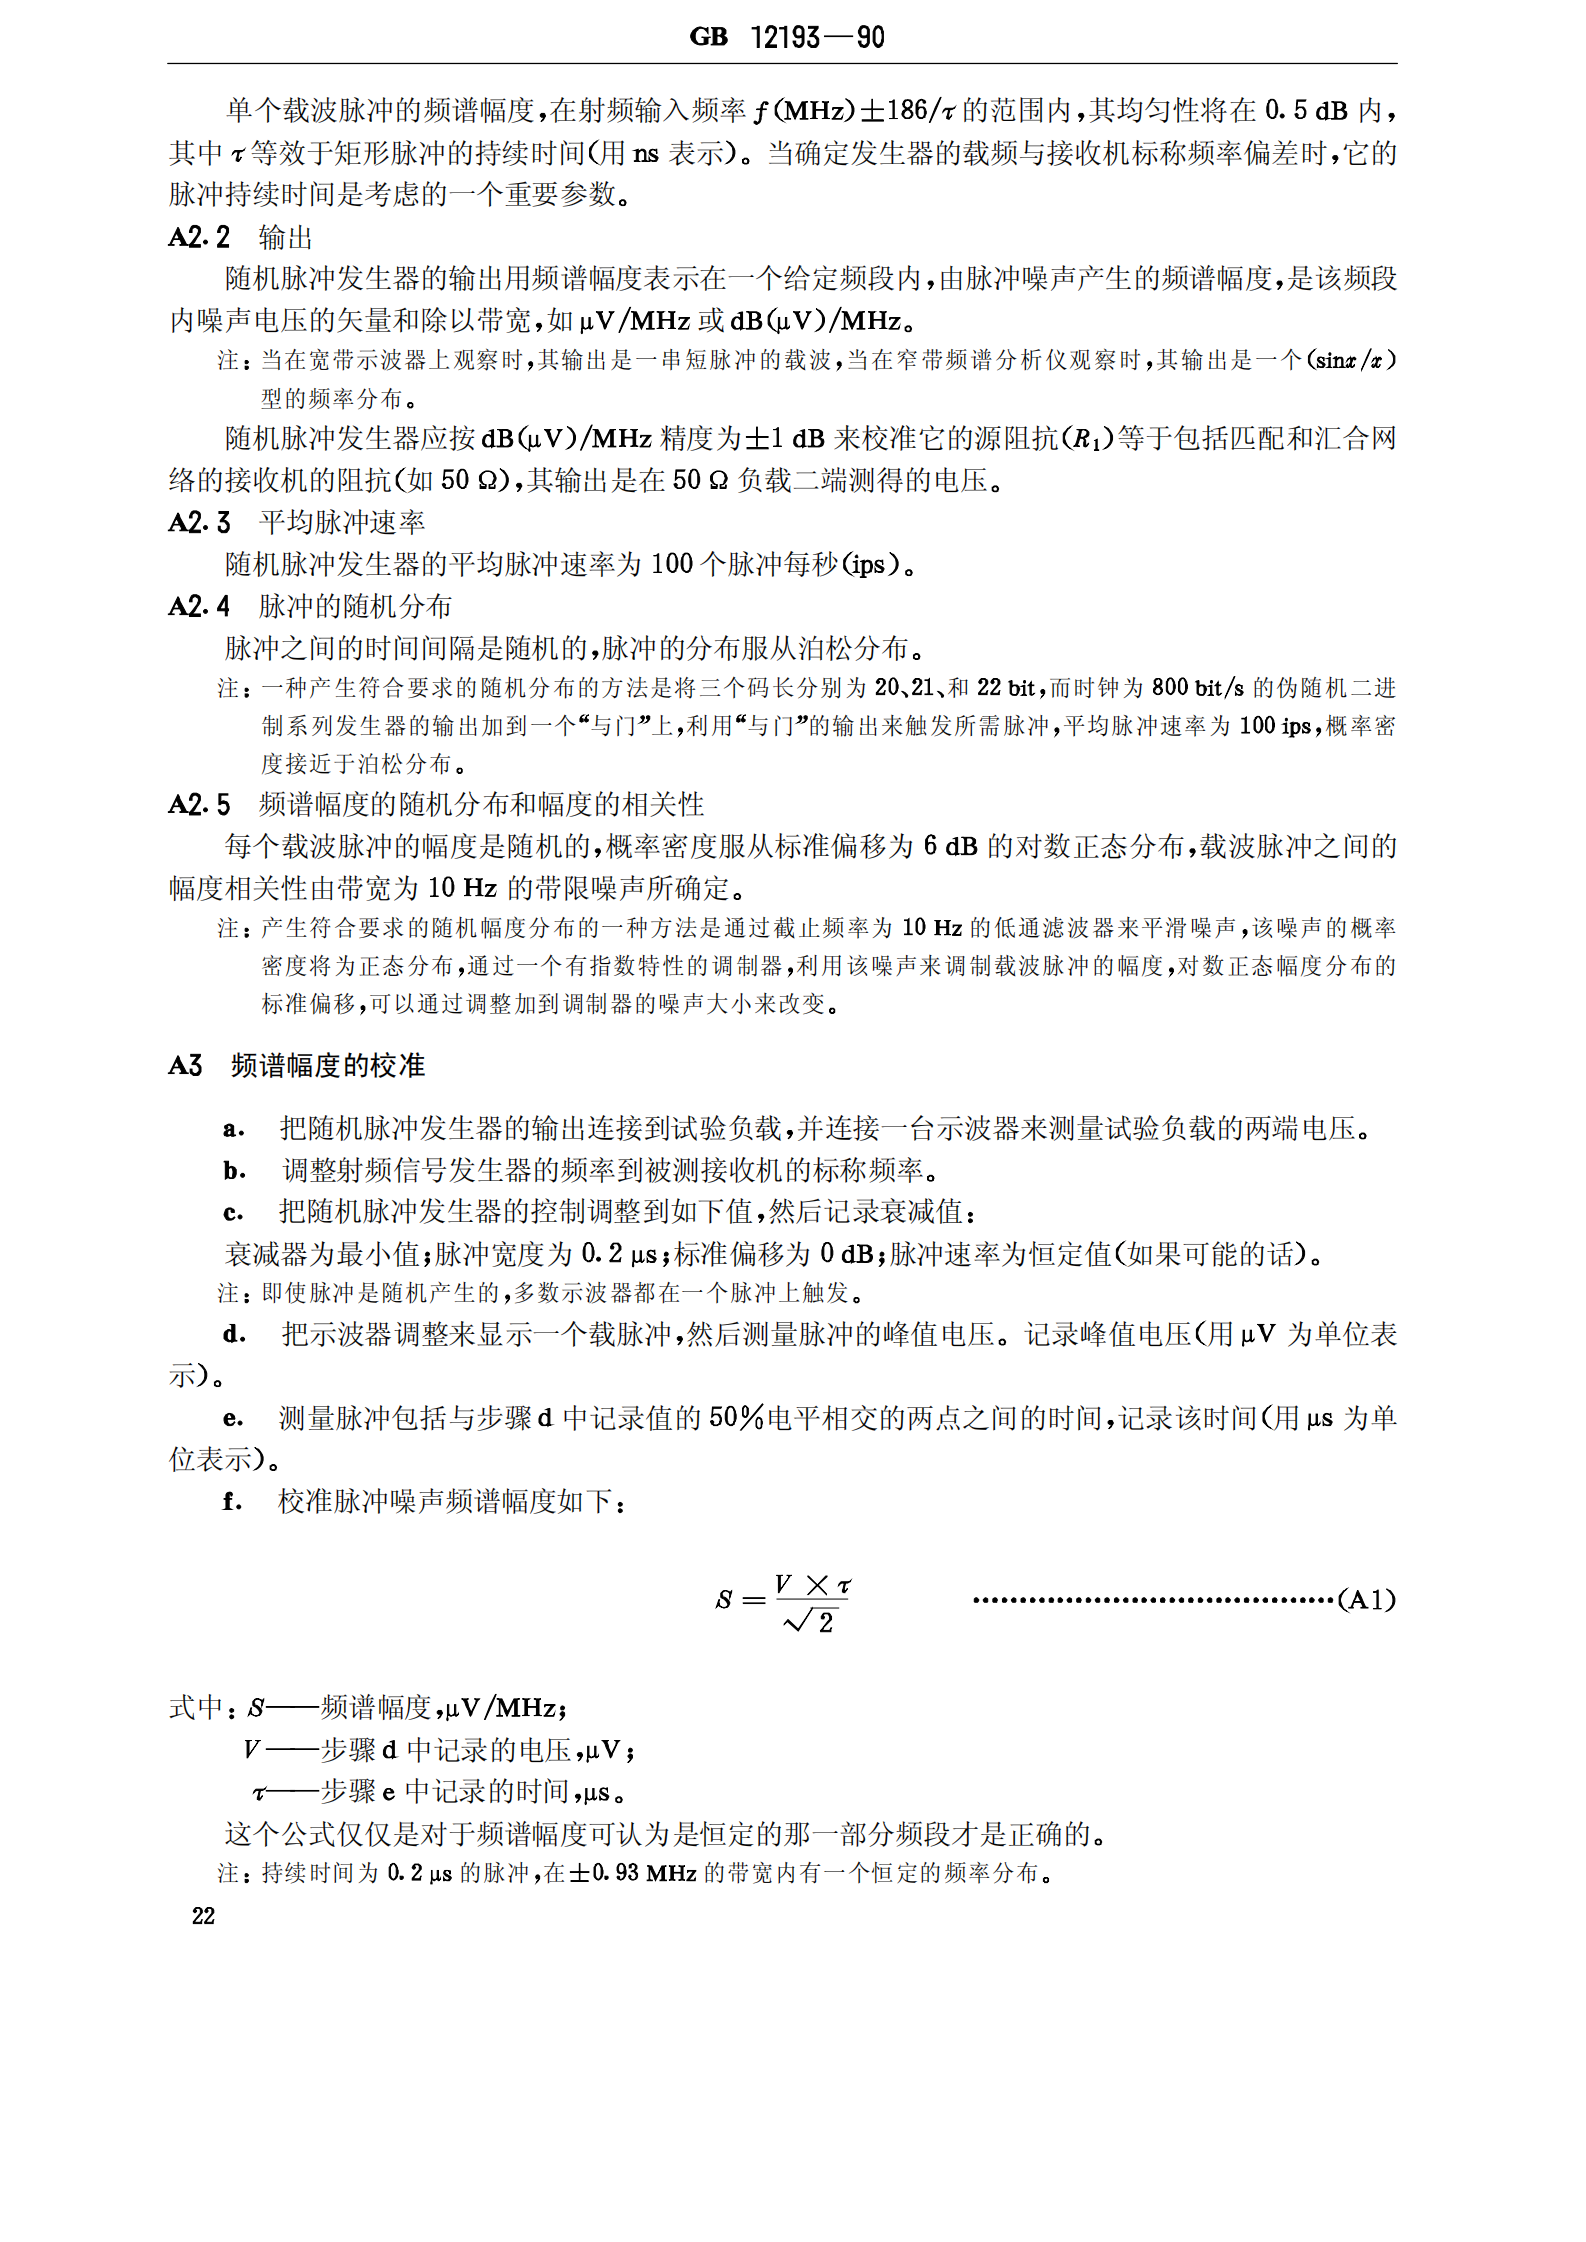 GB 12193—90
单个载波脉冲的频谱幅度,在射频输入频率 f(MHz)±186/τ 的范围内,其均匀性将在 0.5 dB 内,
其中 τ 等效于矩形脉冲的持续时间(用 ns 表示)。当确定发生器的载频与接收机标称频率偏差时,它的
脉冲持续时间是考虑的一个重要参数。
A2.2 输出
随机脉冲发生器的输出用频谱幅度表示在一个给定频段内,由脉冲噪声产生的频谱幅度,是该频段
内噪声电压的矢量和除以带宽,如 μV/MHz 或 dB(μV)/MHz。
注:当在宽带示波器上观察时,其输出是一串短脉冲的载波,当在窄带频谱分析仪观察时,其输出是一个(sinx/x)
型的频率分布。
随机脉冲发生器应按 dB(μV)/MHz 精度为±1 dB 来校准它的源阻抗(R₁)等于包括匹配和汇合网
络的接收机的阻抗(如 50 Ω),其输出是在 50 Ω 负载二端测得的电压。
A2.3 平均脉冲速率
随机脉冲发生器的平均脉冲速率为 100 个脉冲每秒(ips)。
A2.4 脉冲的随机分布
脉冲之间的时间间隔是随机的,脉冲的分布服从泊松分布。
注:一种产生符合要求的随机分布的方法是将三个码长分别为 20、21、和 22 bit,而时钟为 800 bit/s 的伪随机二进
制系列发生器的输出加到一个“与门”上,利用“与门”的输出来触发所需脉冲,平均脉冲速率为 100 ips,概率密
度接近于泊松分布。
A2.5 频谱幅度的随机分布和幅度的相关性
每个载波脉冲的幅度是随机的,概率密度服从标准偏移为 6 dB 的对数正态分布,载波脉冲之间的
幅度相关性由带宽为 10 Hz 的带限噪声所确定。
注:产生符合要求的随机幅度分布的一种方法是通过截止频率为 10 Hz 的低通滤波器来平滑噪声,该噪声的概率
密度将为正态分布,通过一个有指数特性的调制器,利用该噪声来调制载波脉冲的幅度,对数正态幅度分布的
标准偏移,可以通过调整加到调制器的噪声大小来改变。
A3 频谱幅度的校准
a. 把随机脉冲发生器的输出连接到试验负载,并连接一台示波器来测量试验负载的两端电压。
b. 调整射频信号发生器的频率到被测接收机的标称频率。
c. 把随机脉冲发生器的控制调整到如下值,然后记录衰减值:
衰减器为最小值;脉冲宽度为 0.2 μs;标准偏移为 0 dB;脉冲速率为恒定值(如果可能的话)。
注:即使脉冲是随机产生的,多数示波器都在一个脉冲上触发。
d. 把示波器调整来显示一个载脉冲,然后测量脉冲的峰值电压。记录峰值电压(用 μV 为单位表
示)。
e. 测量脉冲包括与步骤 d 中记录值的 50%电平相交的两点之间的时间,记录该时间(用 μs 为单
位表示)。
f. 校准脉冲噪声频谱幅度如下:
S = (V × τ)/√2 ……………………………(A1)
式中:S——频谱幅度,μV/MHz;
V——步骤 d 中记录的电压,μV;
τ——步骤 e 中记录的时间,μs。
这个公式仅仅是对于频谱幅度可认为是恒定的那一部分频段才是正确的。
注:持续时间为 0.2 μs 的脉冲,在±0.93 MHz 的带宽内有一个恒定的频率分布。
22